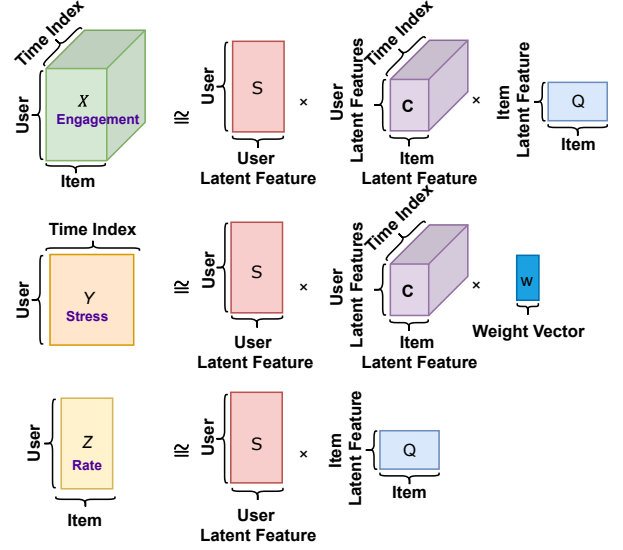 Time Index
User
X
Engagement
Item
≅
User
S
User
Latent Feature
×
Time Index
User
Latent Features
C
Item
Latent Feature
×
Item
Latent Feature
Q
Item
Time Index
User
Y
Stress
≅
User
S
User
Latent Feature
×
Time Index
User
Latent Features
C
Item
Latent Feature
×
w
Weight Vector
User
Z
Rate
Item
≅
User
S
User
Latent Feature
×
Item
Latent Feature
Q
Item